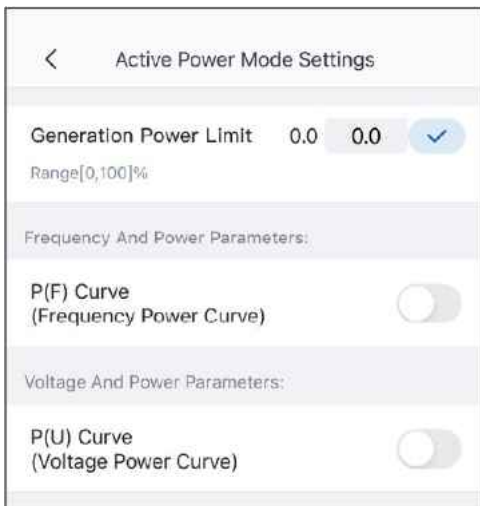 Active Power Mode Settings
Generation Power Limit 0.0 0.0
Range[0,100]%
Frequency And Power Parameters:
P(F) Curve
(Frequency Power Curve)
Voltage And Power Parameters:
P(U) Curve
(Voltage Power Curve)